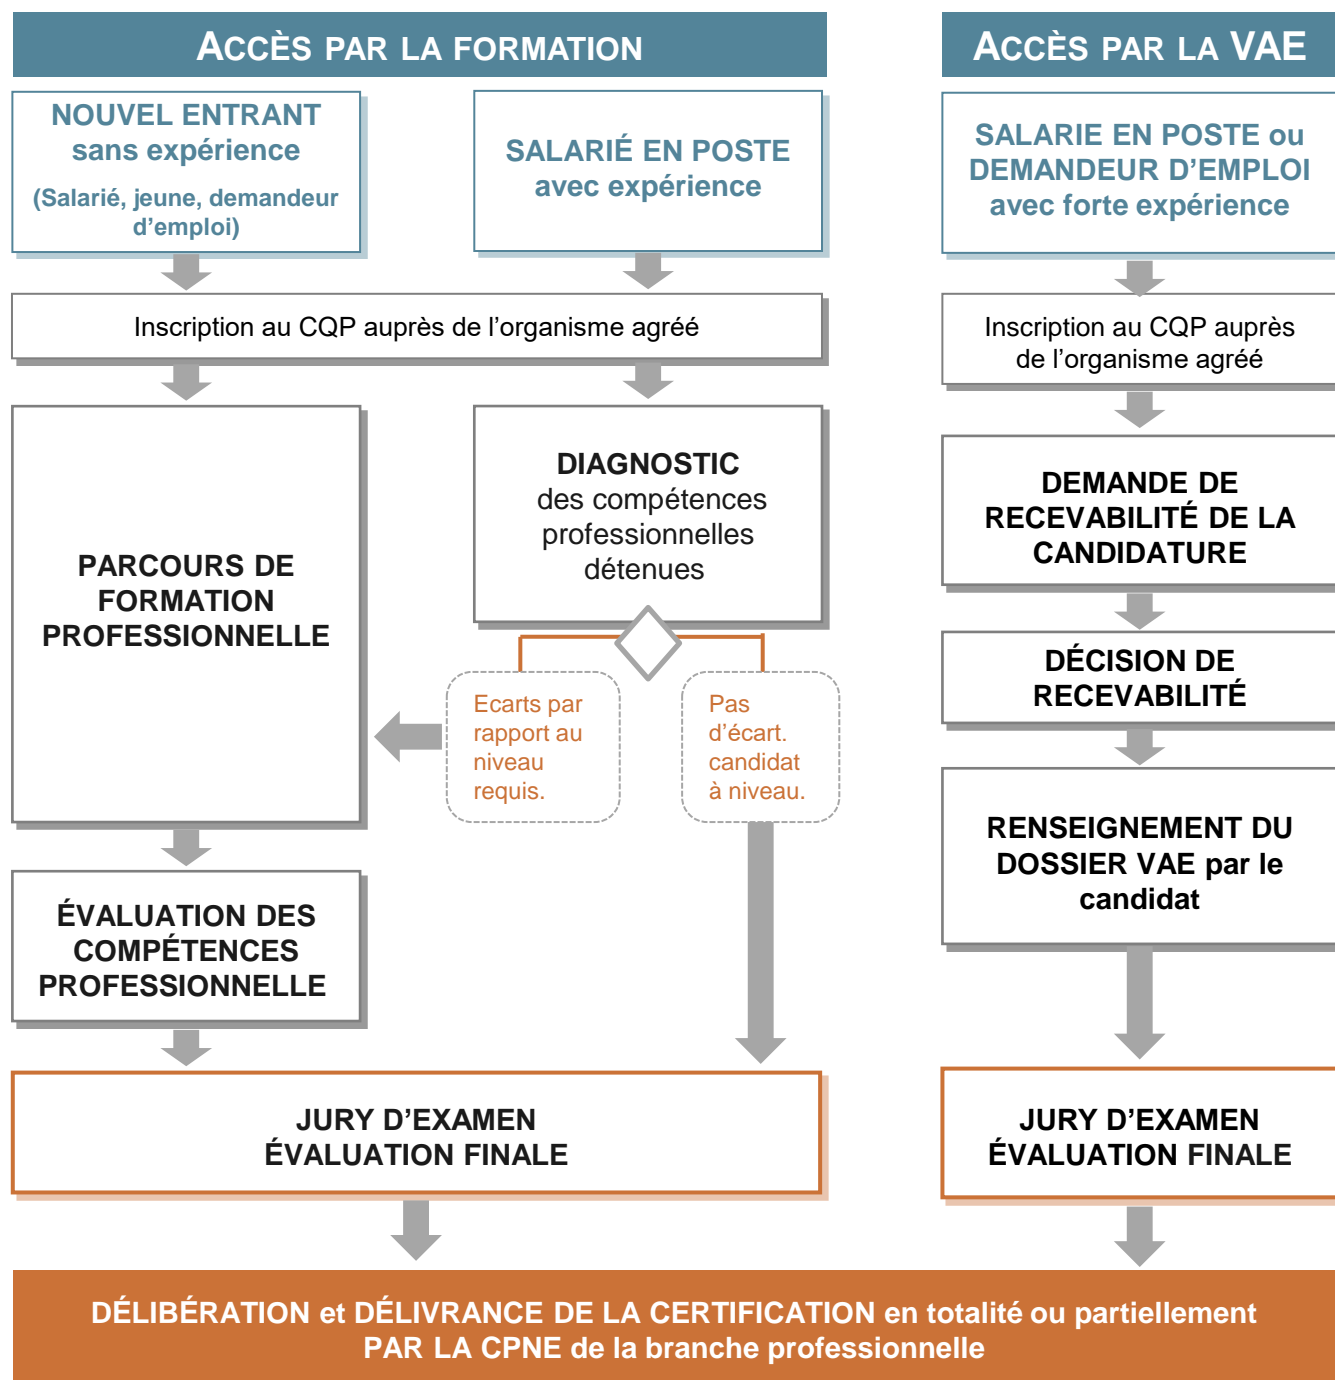 ACCÈS PAR LA FORMATION
NOUVEL ENTRANT
sans expérience
(Salarié, jeune, demandeur
d’emploi)
SALARIÉ EN POSTE
avec expérience
Inscription au CQP auprès de l’organisme agréé
PARCOURS DE
FORMATION
PROFESSIONNELLE
DIAGNOSTIC
des compétences
professionnelles
détenues
Ecarts par
rapport au
niveau
requis.
Pas
d’écart.
candidat
à niveau.
ÉVALUATION DES
COMPÉTENCES
PROFESSIONNELLE
JURY D’EXAMEN
ÉVALUATION FINALE
ACCÈS PAR LA VAE
SALARIE EN POSTE ou
DEMANDEUR D’EMPLOI
avec forte expérience
Inscription au CQP auprès
de l’organisme agréé
DEMANDE DE
RECEVABILITÉ DE LA
CANDIDATURE
DÉCISION DE
RECEVABILITÉ
RENSEIGNEMENT DU
DOSSIER VAE par le
candidat
JURY D’EXAMEN
ÉVALUATION FINALE
DÉLIBÉRATION et DÉLIVRANCE DE LA CERTIFICATION en totalité ou partiellement
PAR LA CPNE de la branche professionnelle